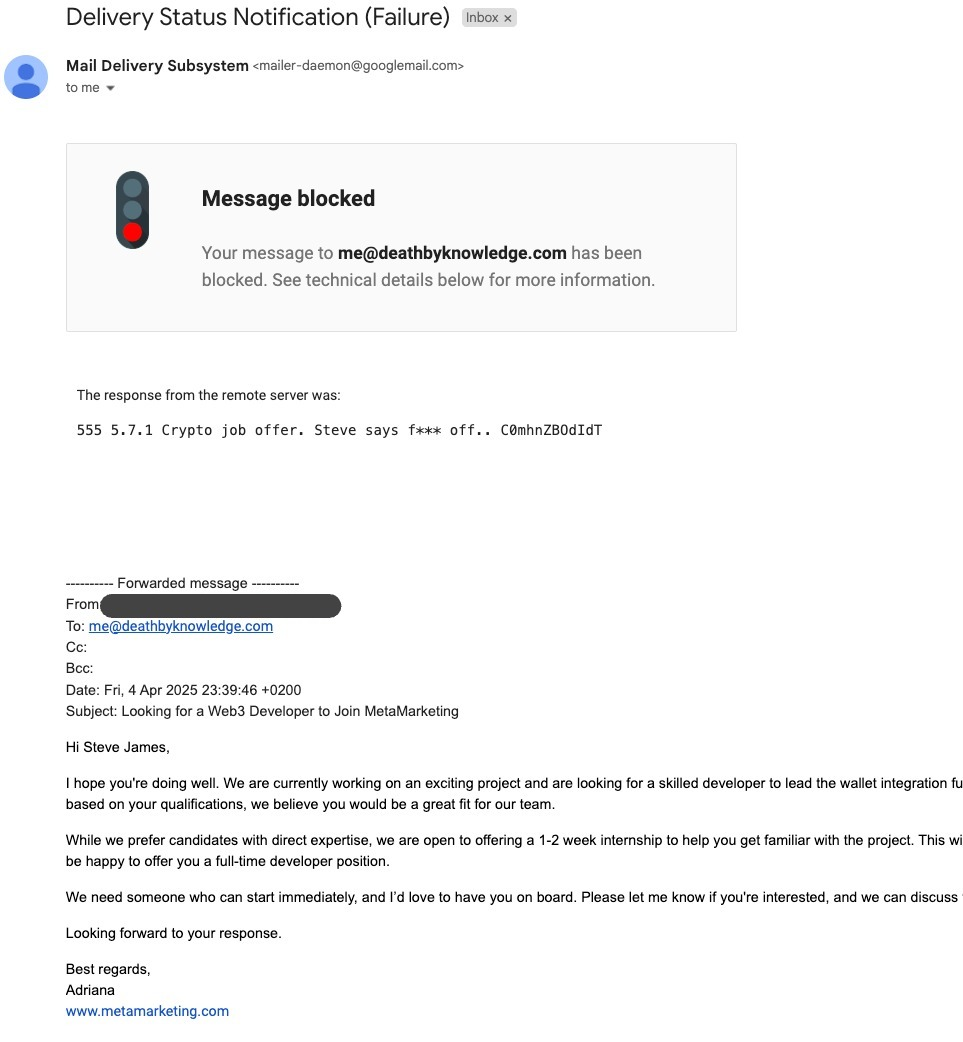 Delivery Status Notification (Failure) Inbox ×
Mail Delivery Subsystem <mailer-daemon@googlemail.com>
to me
Message blocked
Your message to me@deathbyknowledge.com has been
blocked. See technical details below for more information.
The response from the remote server was:
555 5.7.1 Crypto job offer. Steve says f*** off.. C0mhnZBOdIdT
---------- Forwarded message ----------
From
To: me@deathbyknowledge.com
Cc:
Bcc:
Date: Fri, 4 Apr 2025 23:39:46 +0200
Subject: Looking for a Web3 Developer to Join MetaMarketing
Hi Steve James,
I hope you're doing well. We are currently working on an exciting project and are looking for a skilled developer to lead the wallet integration fu
based on your qualifications, we believe you would be a great fit for our team.
While we prefer candidates with direct expertise, we are open to offering a 1-2 week internship to help you get familiar with the project. This wi
be happy to offer you a full-time developer position.
We need someone who can start immediately, and I’d love to have you on board. Please let me know if you're interested, and we can discuss
Looking forward to your response.
Best regards,
Adriana
www.metamarketing.com